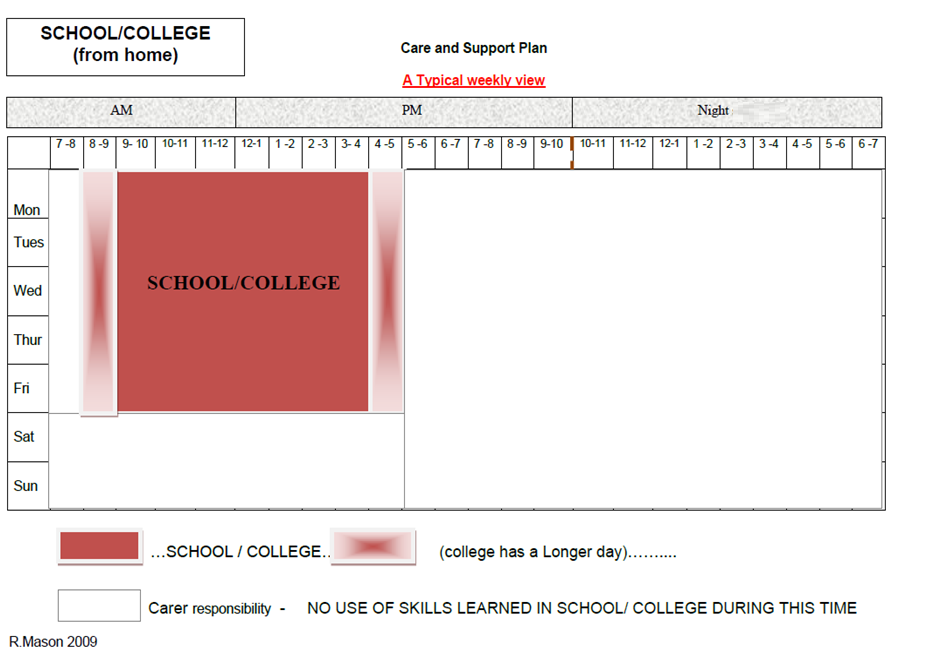 SCHOOL/COLLEGE
(from home)
Care and Support Plan
A Typical weekly view
AM PM Night
7 -8 8 -9 9- 10 10-11 11-12 12-1 1 -2 2 -3 3- 4 4 -5 5 -6 6 -7 7 -8 8 -9 9-10 10-11 11-12 12-1 1 -2 2 -3 3 -4 4 -5 5 -6 6 -7
Mon
Tues
Wed
SCHOOL/COLLEGE
Thur
Fri
Sat
Sun
...SCHOOL / COLLEGE.. (college has a Longer day)……....
Carer responsibility - NO USE OF SKILLS LEARNED IN SCHOOL/ COLLEGE DURING THIS TIME
R.Mason 2009